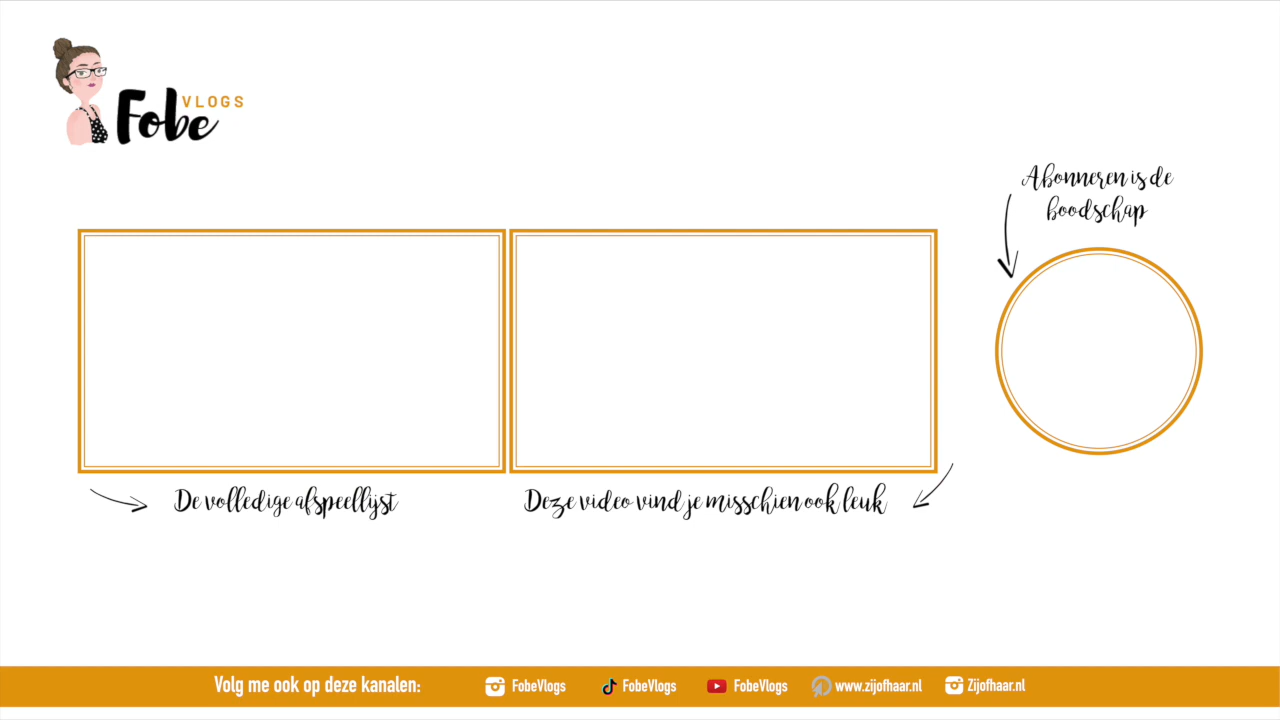 VLOGS
Fobe
Abonneren is de
boodschap
De volledige afspeellijst
Deze video vind je misschien ook leuk
Volg me ook op deze kanalen:
FobeVlogs
FobeVlogs
FobeVlogs
www.zijofhaar.nl
Zijofhaar.nl